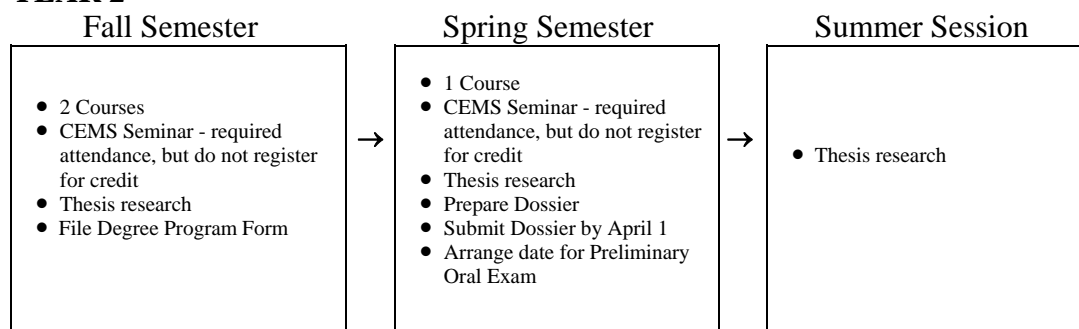 Fall Semester
• 2 Courses
• CEMS Seminar - required
attendance, but do not register
for credit
• Thesis research
• File Degree Program Form
→
Spring Semester
• 1 Course
• CEMS Seminar - required
attendance, but do not register
for credit
• Thesis research
• Prepare Dossier
• Submit Dossier by April 1
• Arrange date for Preliminary
Oral Exam
→
Summer Session
• Thesis research